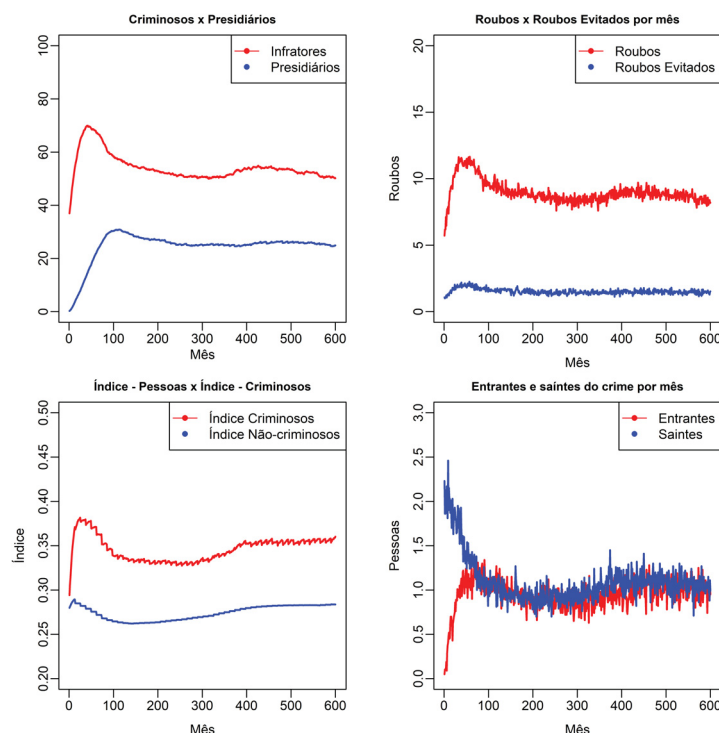 Criminosos x Presidiários
Infratores
Presidiários
100
80
60
40
20
0
0 100 200 300 400 500 600
Mês
Roubos x Roubos Evitados por mês
Roubos
Roubos Evitados
Roubos
20
15
10
5
0
0 100 200 300 400 500 600
Mês
Índice - Pessoas x Índice - Criminosos
Índice Criminosos
Índice Não-criminosos
Índice
0.50
0.45
0.40
0.35
0.30
0.25
0.20
0 100 200 300 400 500 600
Mês
Entrantes e saíntes do crime por mês
Entrantes
Saintes
Pessoas
3.0
2.5
2.0
1.5
1.0
0.5
0.0
0 100 200 300 400 500 600
Mês